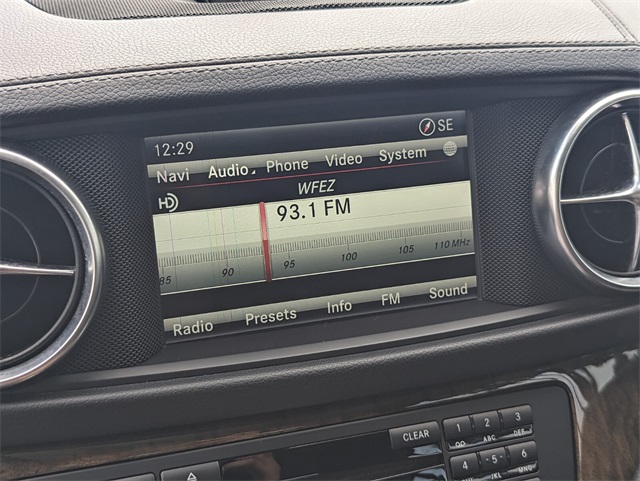 12:29 SE
Navi Audio Phone Video System
HD WFEZ
93.1 FM
85 90 95 100 105 110 MHz
Radio Presets Info FM Sound
CLEAR 1 2 ABC 3 DEF
4 5 JKL 6 MNO